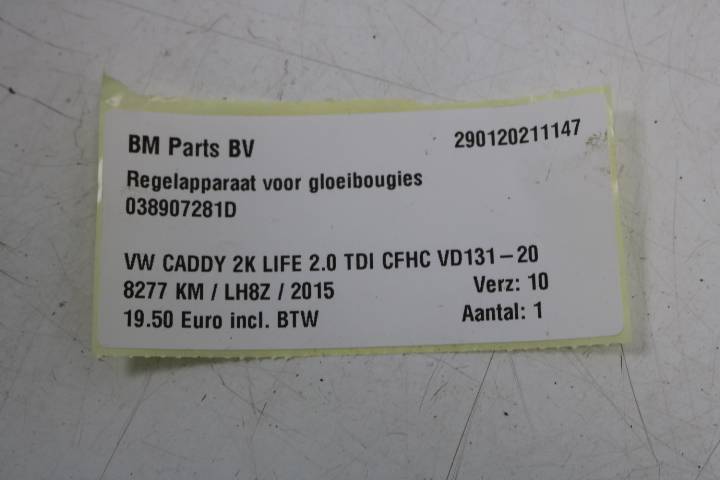 BM Parts BV 290120211147
Regelapparaat voor gloeibougies
038907281D
VW CADDY 2K LIFE 2.0 TDI CFHC VD131-20
8277 KM / LH8Z / 2015 Verz: 10
19.50 Euro incl. BTW Aantal: 1